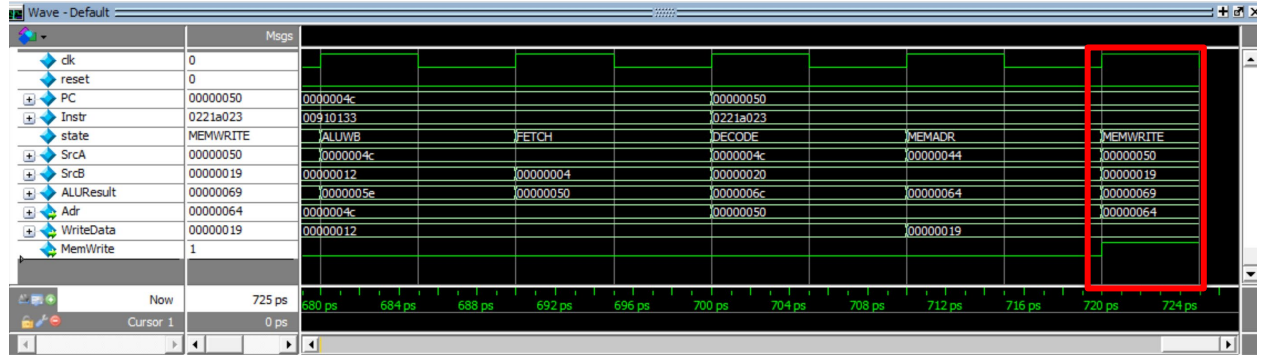 Wave - Default
Msgs
clk 0
reset 0
PC 00000050 0000004c 00000050
Instr 0221a023 00910133 0221a023
state MEMWRITE ALUWB FETCH DECODE MEMADR MEMWRITE
SrcA 00000050 0000004c 0000004c 00000044 00000050
SrcB 00000019 00000012 00000004 00000020 00000019
ALUResult 00000069 0000005e 00000050 0000006c 00000064 00000069
Adr 00000064 0000004c 00000050 00000064
WriteData 00000019 00000012 00000019
MemWrite 1
Now 725 ps 680 ps 684 ps 688 ps 692 ps 696 ps 700 ps 704 ps 708 ps 712 ps 716 ps 720 ps 724 ps
Cursor 1 0 ps